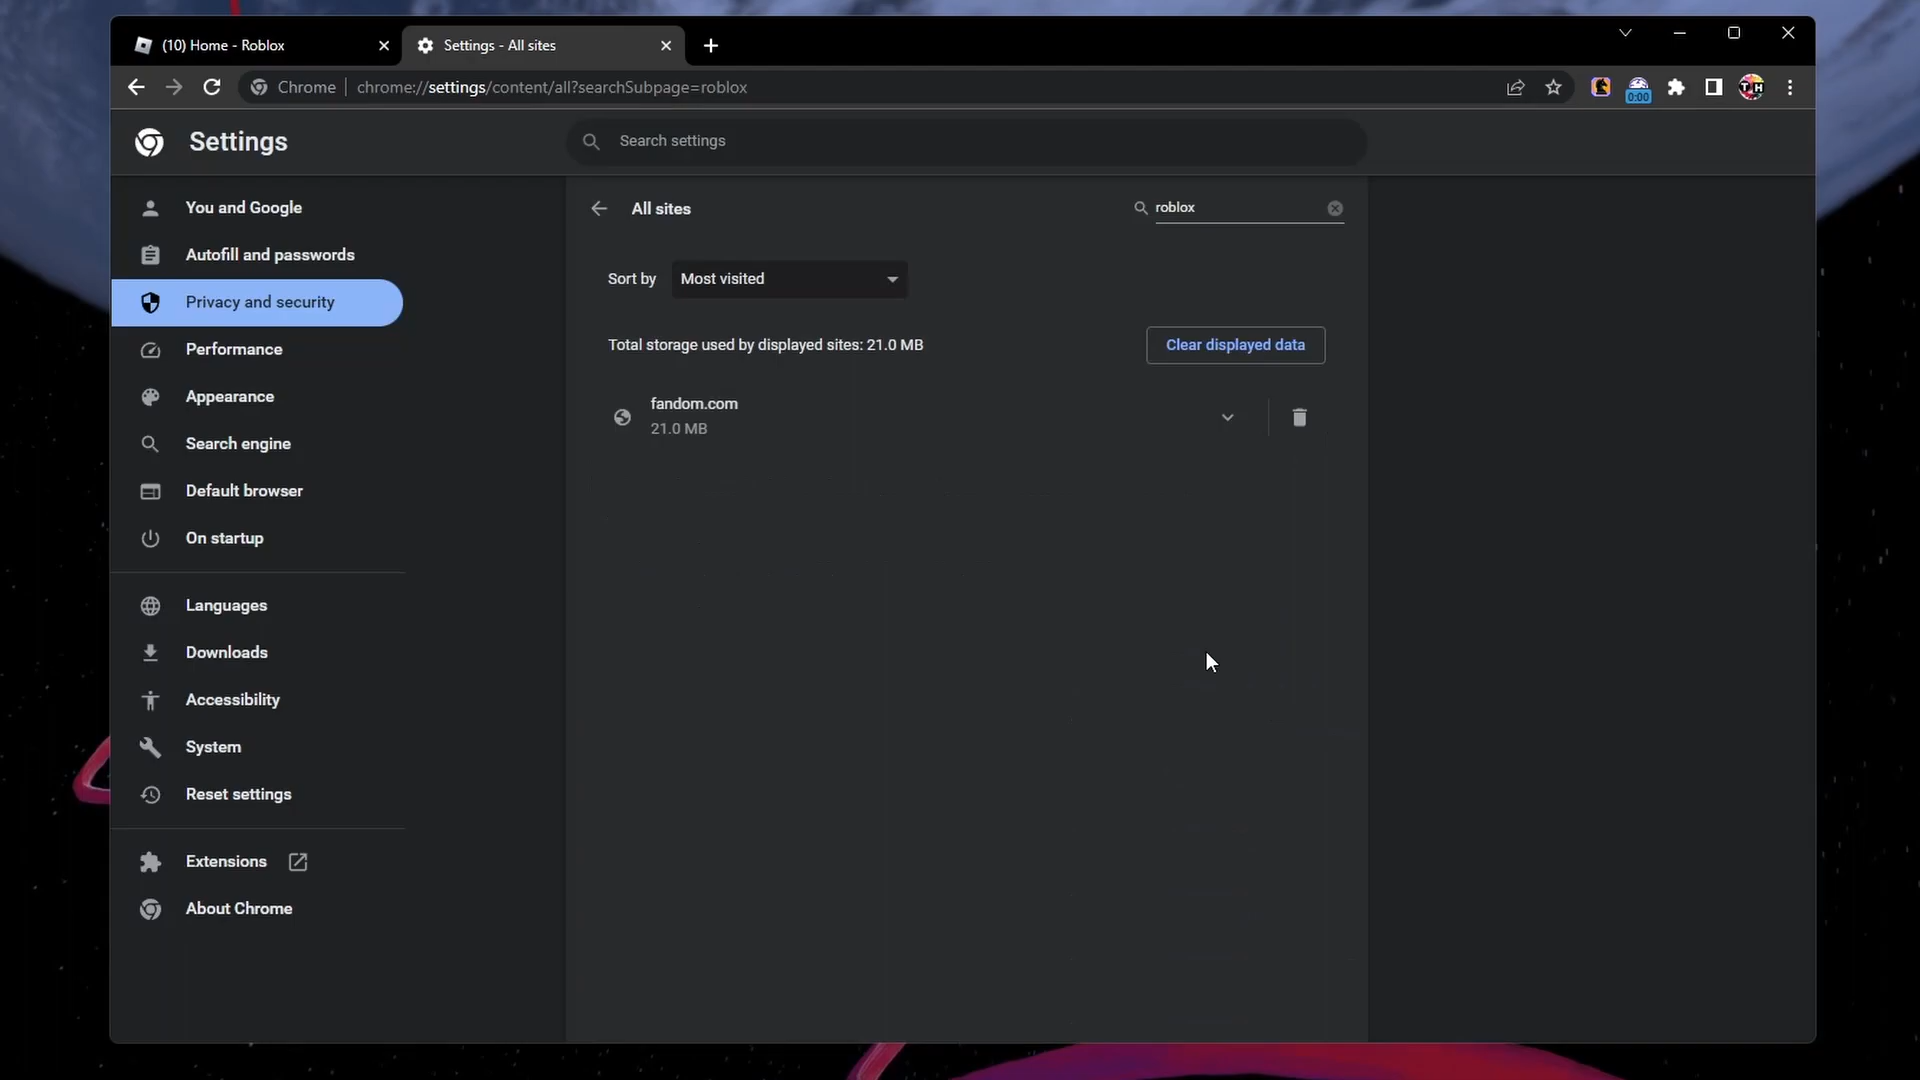 (10) Home - Roblox
Settings - All sites
Chrome
chrome://settings/content/all?searchSubpage=roblox
0:00
T H
Settings
Search settings
You and Google
Autofill and passwords
Privacy and security
Performance
Appearance
Search engine
Default browser
On startup
Languages
Downloads
Accessibility
System
Reset settings
Extensions
About Chrome
All sites
roblox
Sort by
Most visited
Total storage used by displayed sites: 21.0 MB
Clear displayed data
fandom.com
21.0 MB